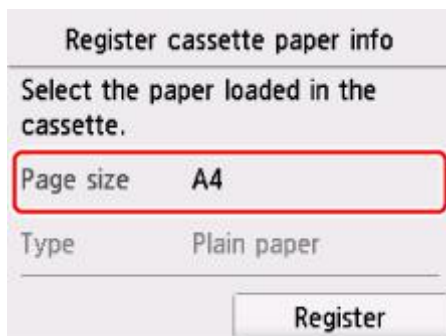 Register cassette paper info
Select the paper loaded in the
cassette.
Page size A4
Type Plain paper
Register